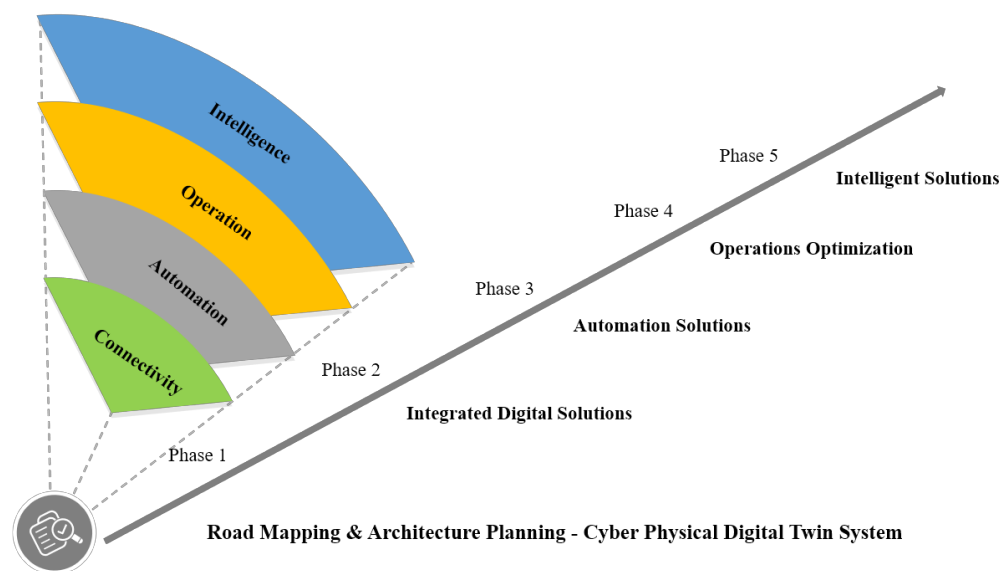 Intelligence
Operation
Automation
Connectivity
Phase 5
Intelligent Solutions
Phase 4
Operations Optimization
Phase 3
Automation Solutions
Phase 2
Integrated Digital Solutions
Phase 1
Road Mapping & Architecture Planning - Cyber Physical Digital Twin System